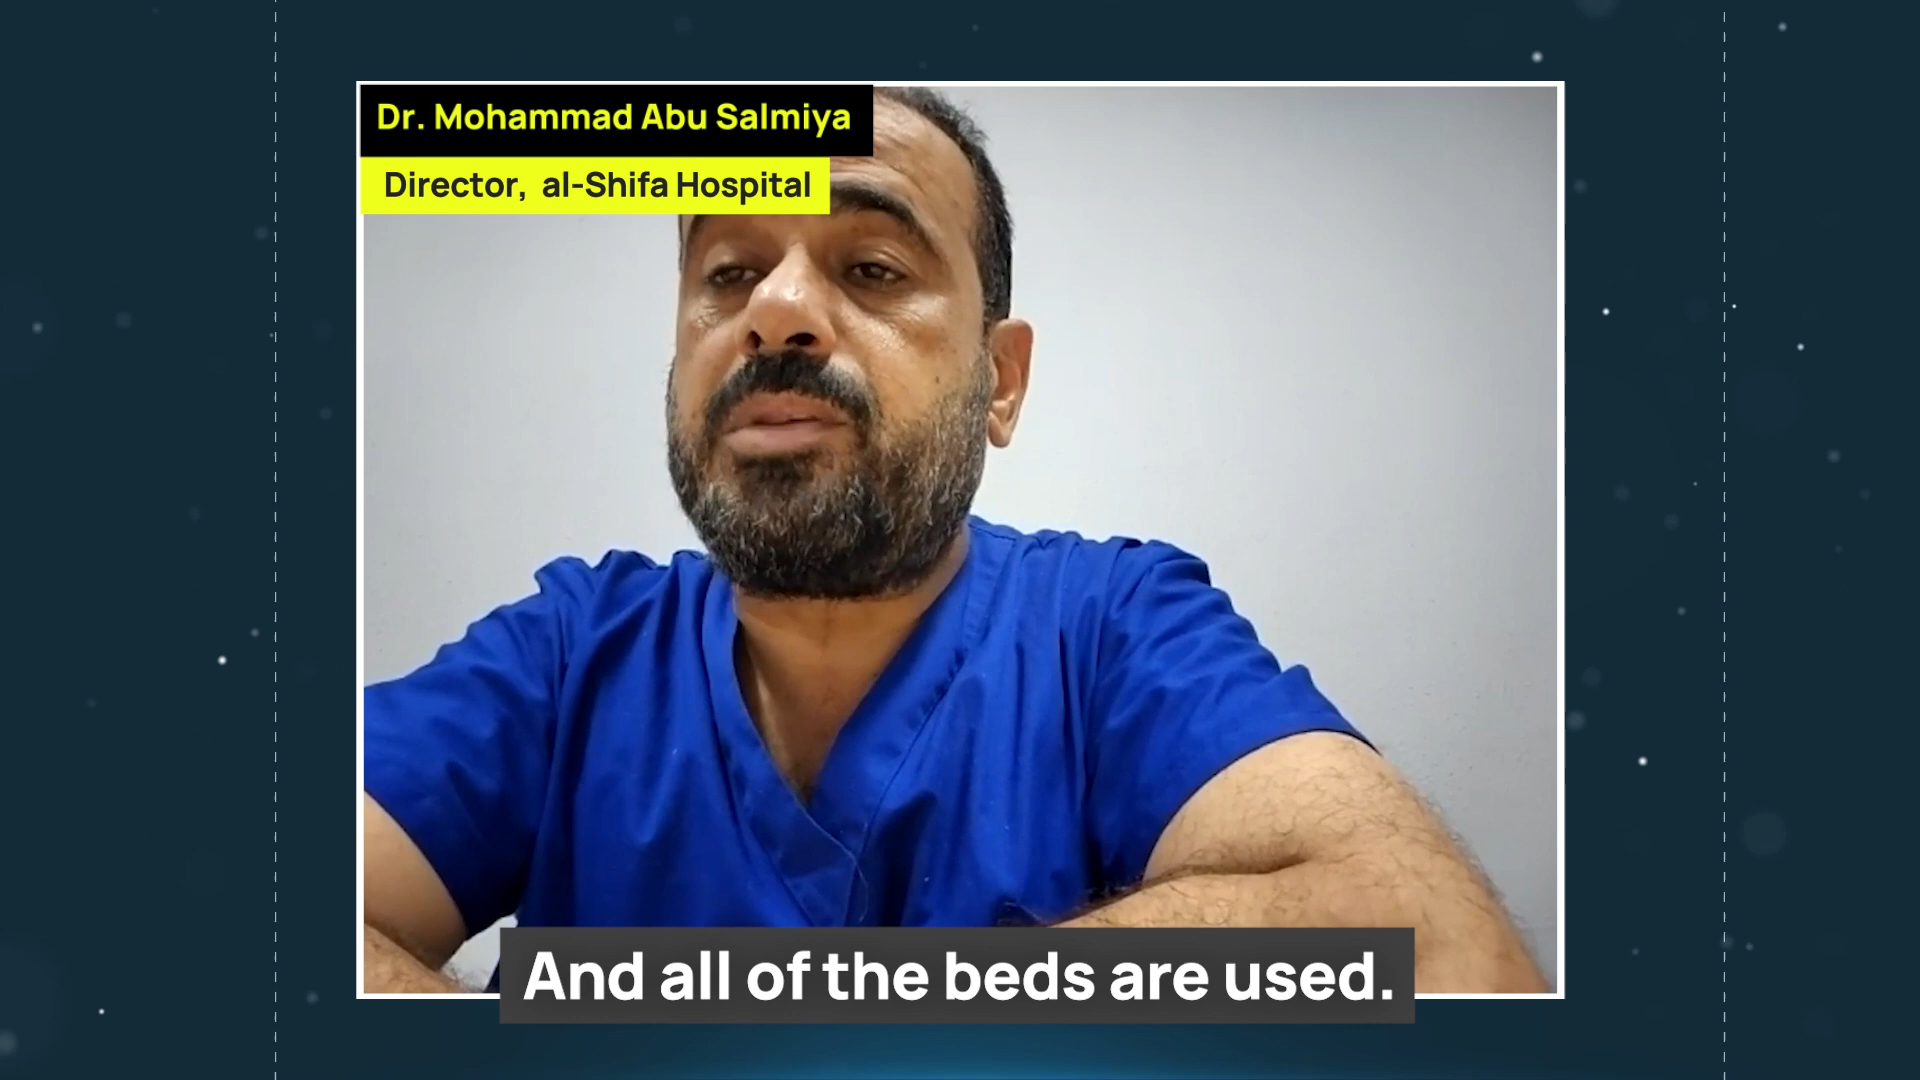 Dr. Mohammad Abu Salmiya
Director, al-Shifa Hospital
And all of the beds are used.